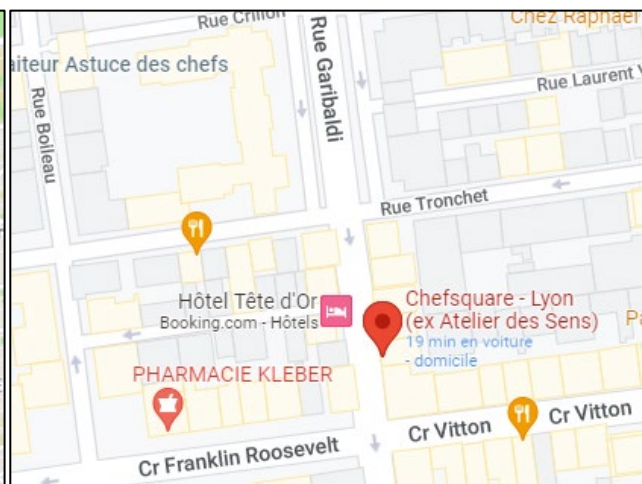 Rue Crillon
Chez Raphaël
aiteur Astuce des chefs
Rue Garibaldi
Rue Laurent V
Rue Boileau
Rue Tronchet
Hôtel Tête d'Or
Booking.com - Hôtels
Chefsquare - Lyon
(ex Atelier des Sens)
19 min en voiture
- domicile
Pa
PHARMACIE KLEBER
Cr Vitton
Cr Vitton
Cr Franklin Roosevelt